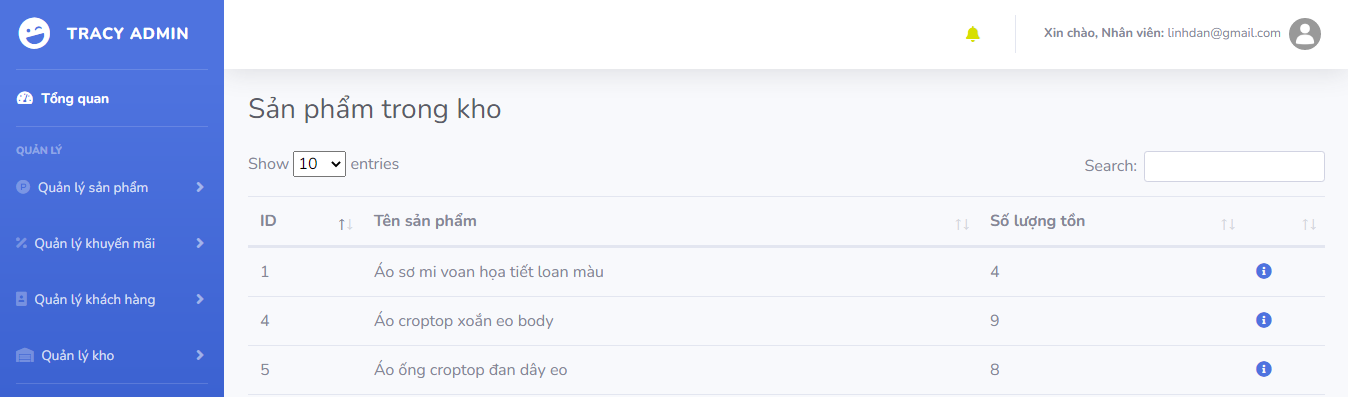 TRACY ADMIN
Xin chào, Nhân viên: linhdan@gmail.com
Tổng quan
QUẢN LÝ
Quản lý sản phẩm
Quản lý khuyến mãi
Quản lý khách hàng
Quản lý kho
Sản phẩm trong kho
Show 10 entries
Search:
ID Tên sản phẩm Số lượng tồn
1 Áo sơ mi voan họa tiết loan màu 4
4 Áo croptop xoắn eo body 9
5 Áo ống croptop đan dây eo 8